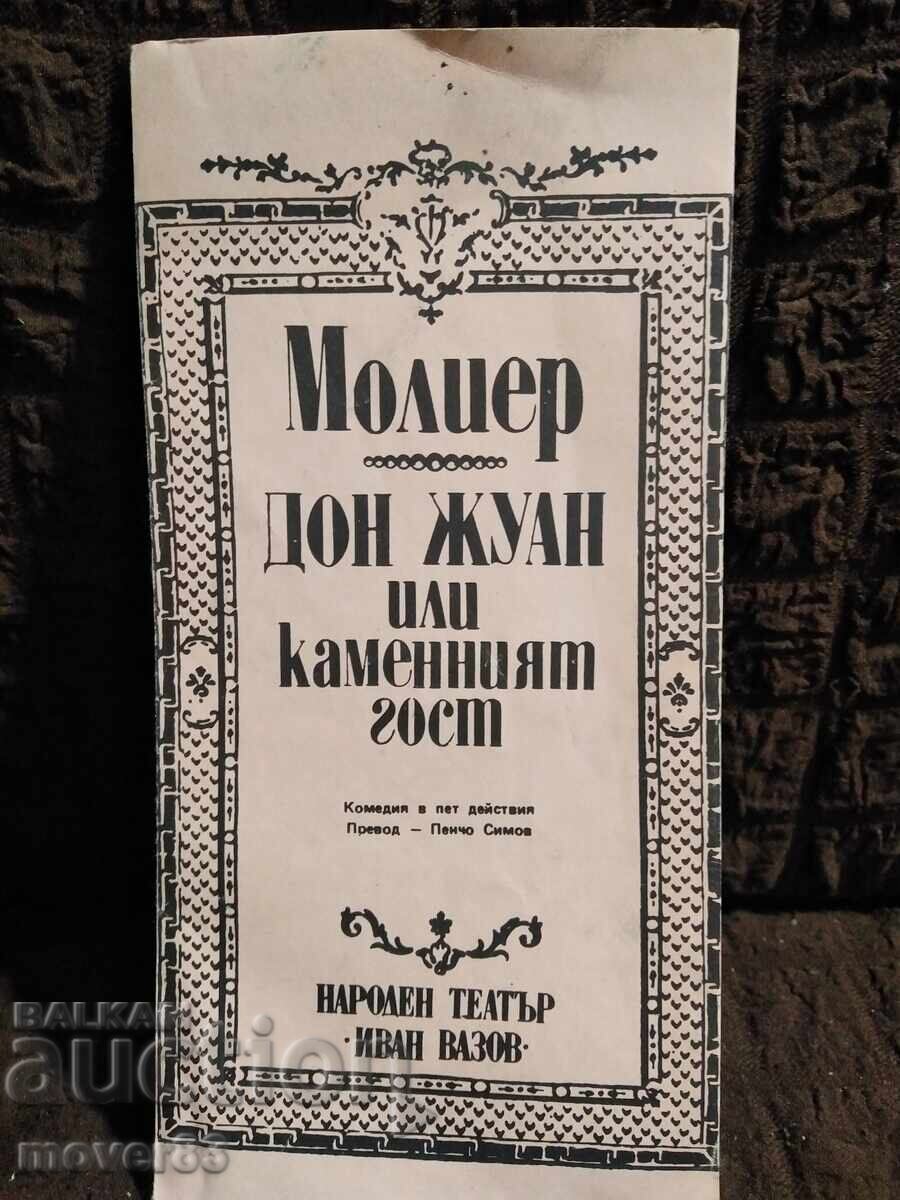 Молиер
ДОН ЖУАН
или
каменният
гост
Комедия в пет действия
Превод — Пенчо Симов
НАРОДЕН ТЕАТЪР
·ИВАН ВАЗОВ·
BALKAN
auction
mover83